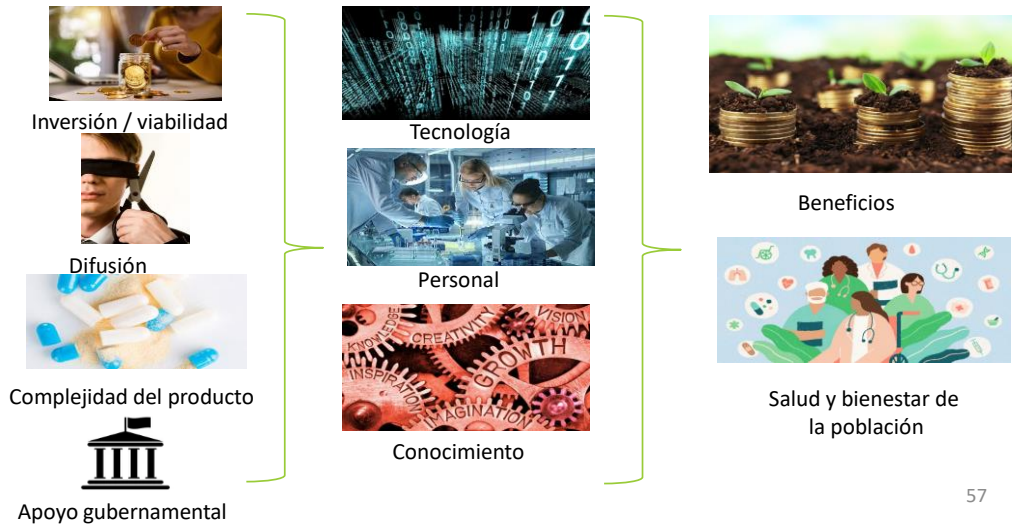 Inversión / viabilidad
Difusión
Complejidad del producto
Apoyo gubernamental
Tecnología
Personal
KNOWLEDGE
CREATIVITY
VISION
GROWTH
INSPIRATION
IMAGINATION
Conocimiento
Beneficios
Salud y bienestar de
la población
57